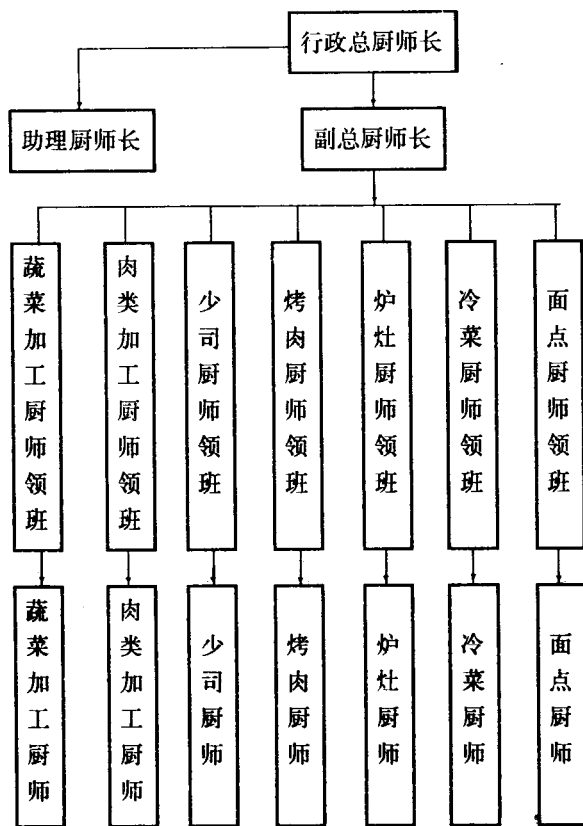 行政总厨师长
助理厨师长
副总厨师长
蔬菜加工厨师领班
肉类加工厨师领班
少司厨师领班
烤肉厨师领班
炉灶厨师领班
冷菜厨师领班
面点厨师领班
蔬菜加工厨师
肉类加工厨师
少司厨师
烤肉厨师
炉灶厨师
冷菜厨师
面点厨师